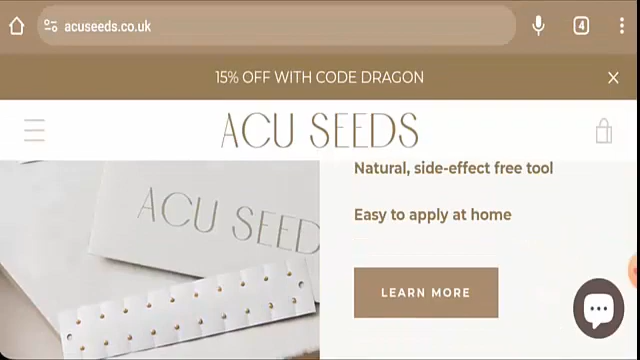 acuseeds.co.uk
4
15% OFF WITH CODE DRAGON
ACU SEEDS
Natural, side-effect free tool
Easy to apply at home
LEARN MORE
ACU SEED